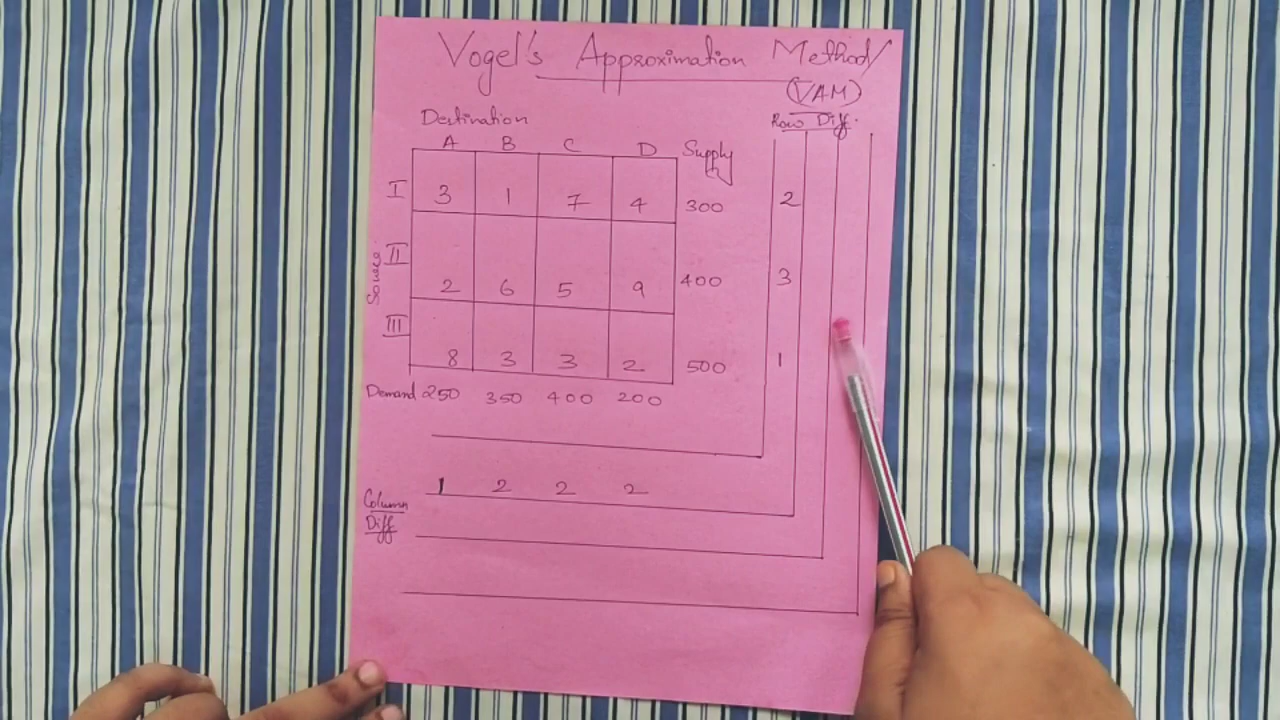 Vogel's Approximation Method/
(VAM)
Destination
Row Diff.
A B C D Supply
I 3 1 7 4 300 2
Source II 2 6 5 9 400 3
III 8 3 3 2 500 1
Demand 250 350 400 200
Column Diff 1 2 2 2